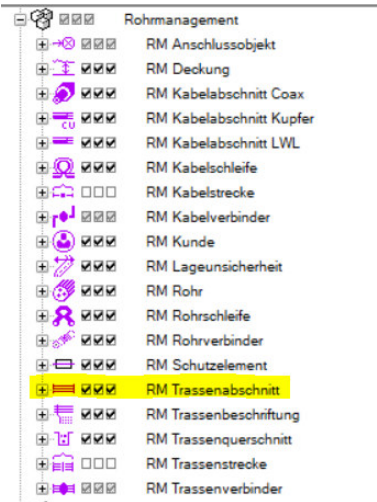 Rohrmanagement
RM Anschlussobjekt
RM Deckung
RM Kabelabschnitt Coax
CU RM Kabelabschnitt Kupfer
RM Kabelabschnitt LWL
RM Kabelschleife
RM Kabelstrecke
RM Kabelverbinder
RM Kunde
RM Lageunsicherheit
RM Rohr
RM Rohrschleife
RM Rohrverbinder
RM Schutzelement
RM Trassenabschnitt
RM Trassenbeschriftung
RM Trassenquerschnitt
RM Trassenstrecke
RM Trassenverbinder